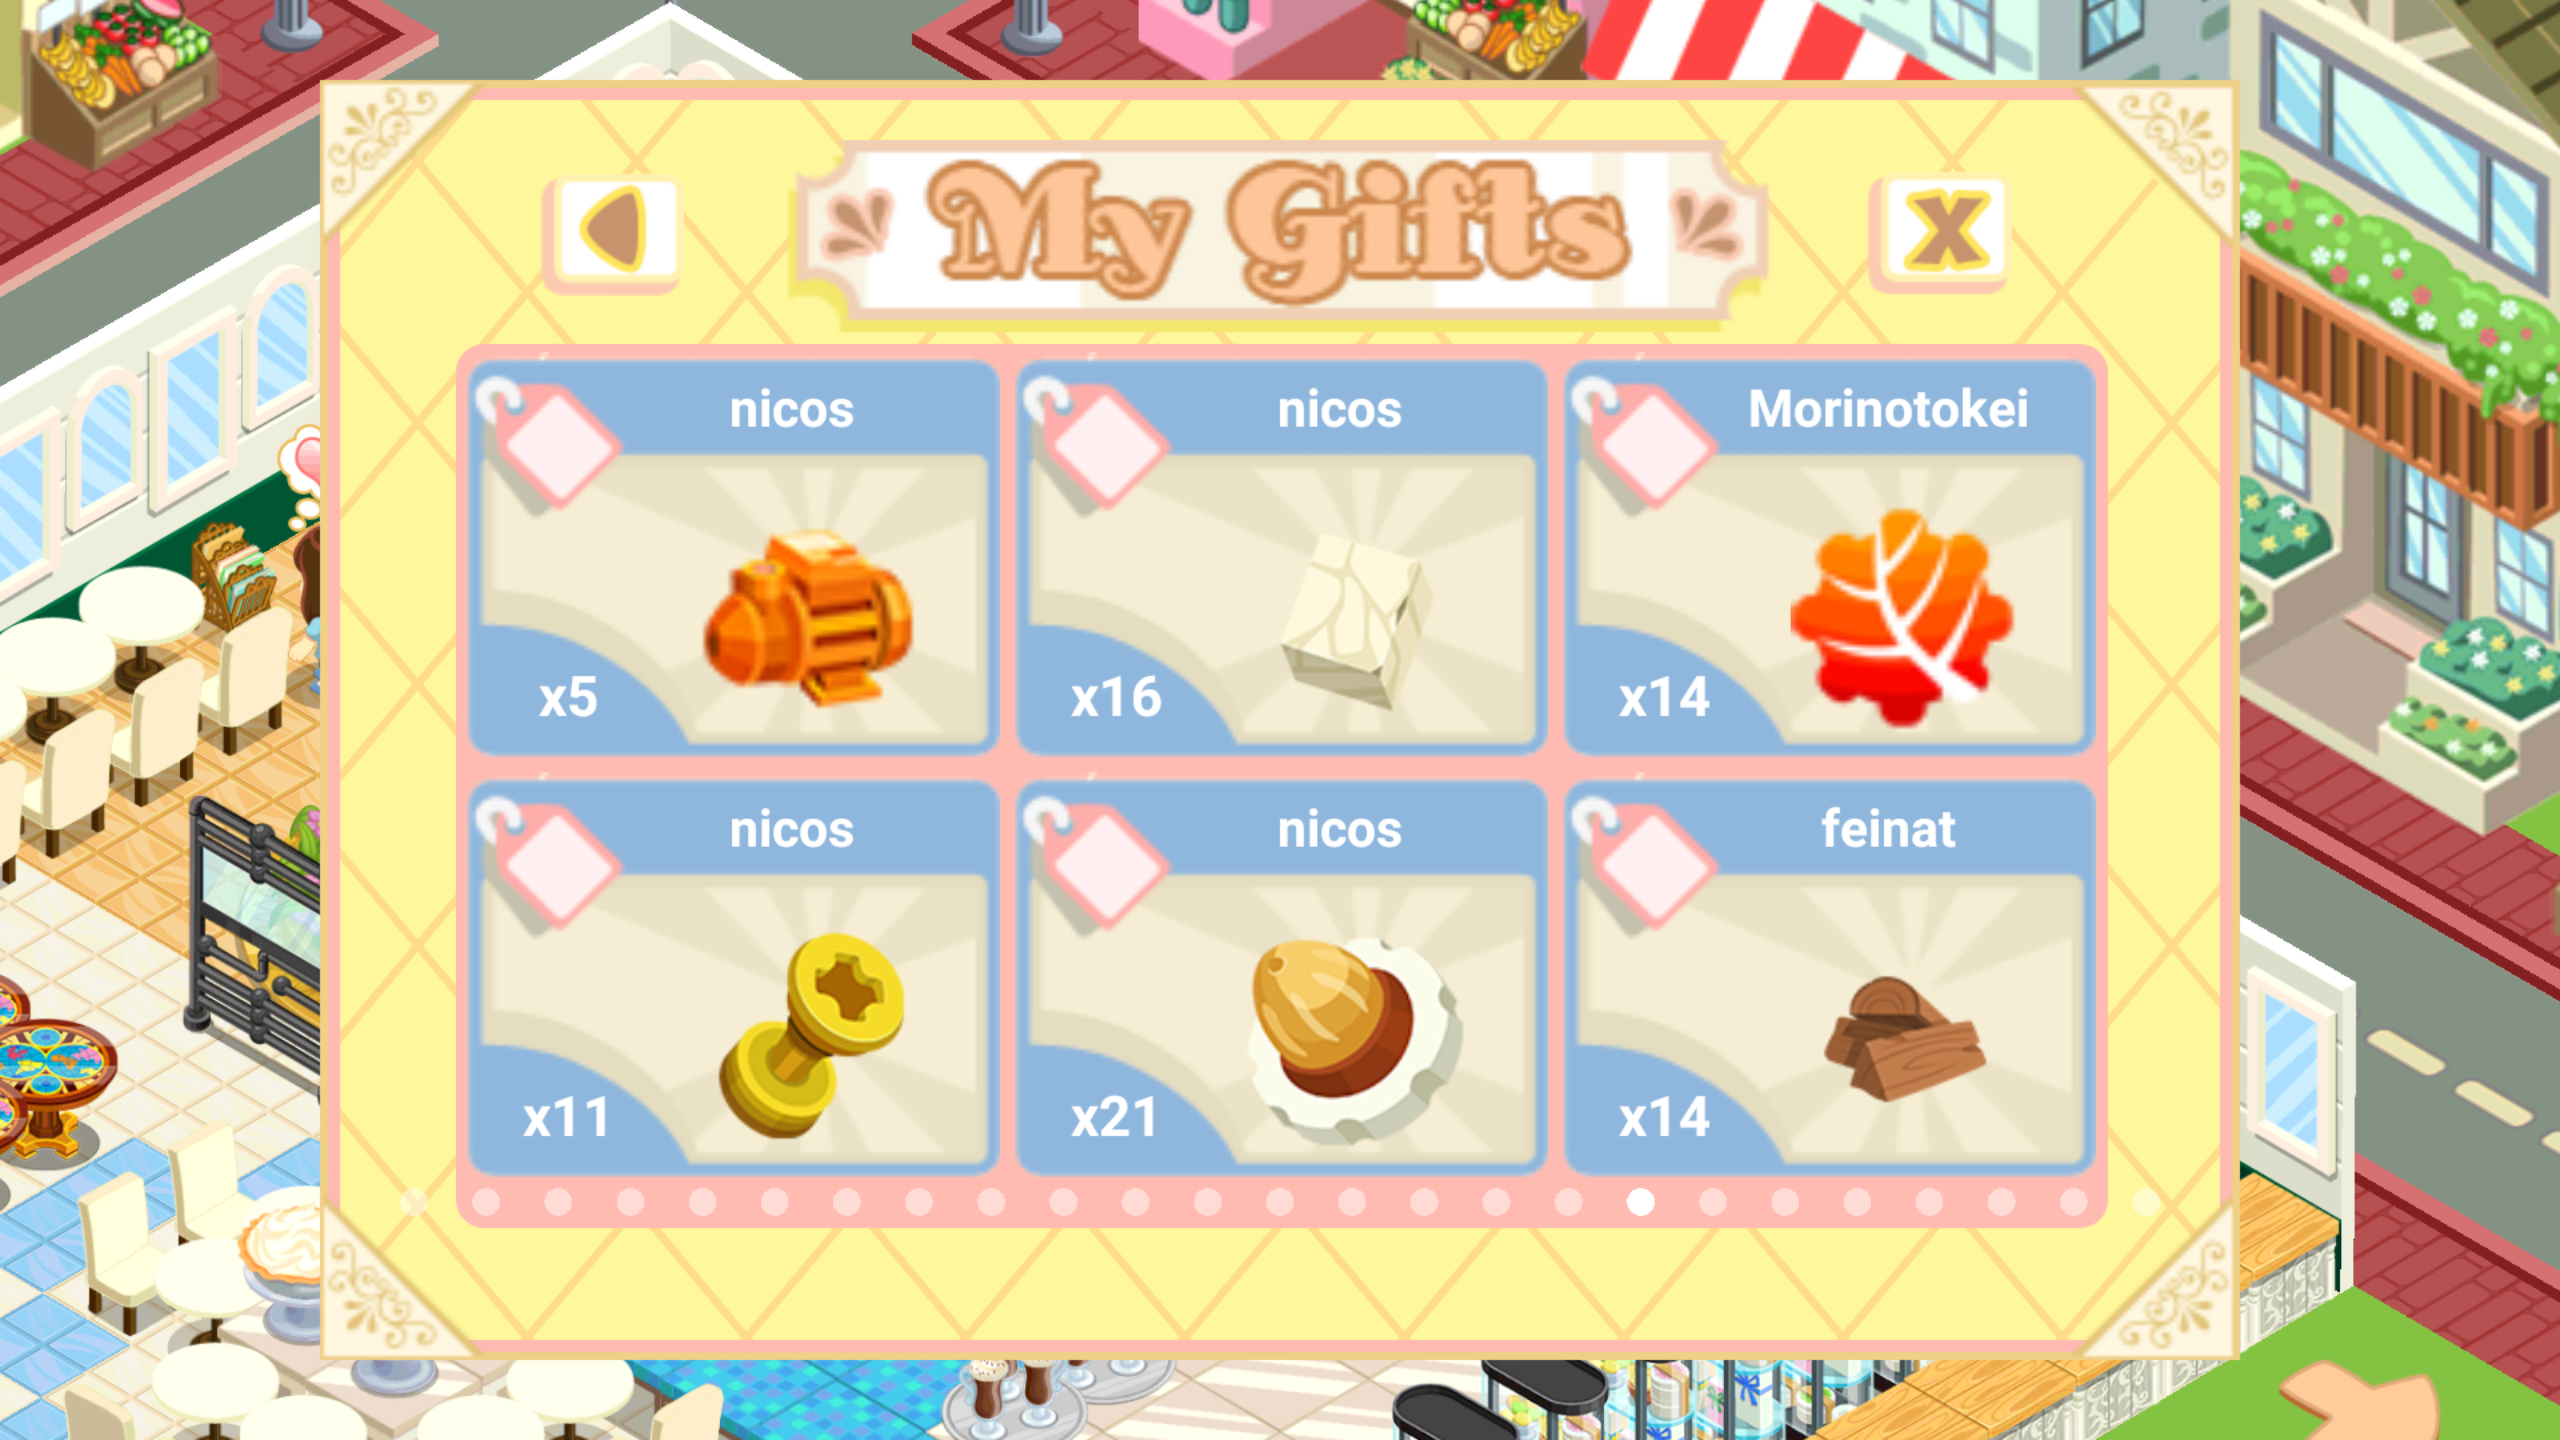 My Gifts
X
nicos
nicos
Morinotokei
x5
x16
x14
nicos
nicos
feinat
x11
x21
x14